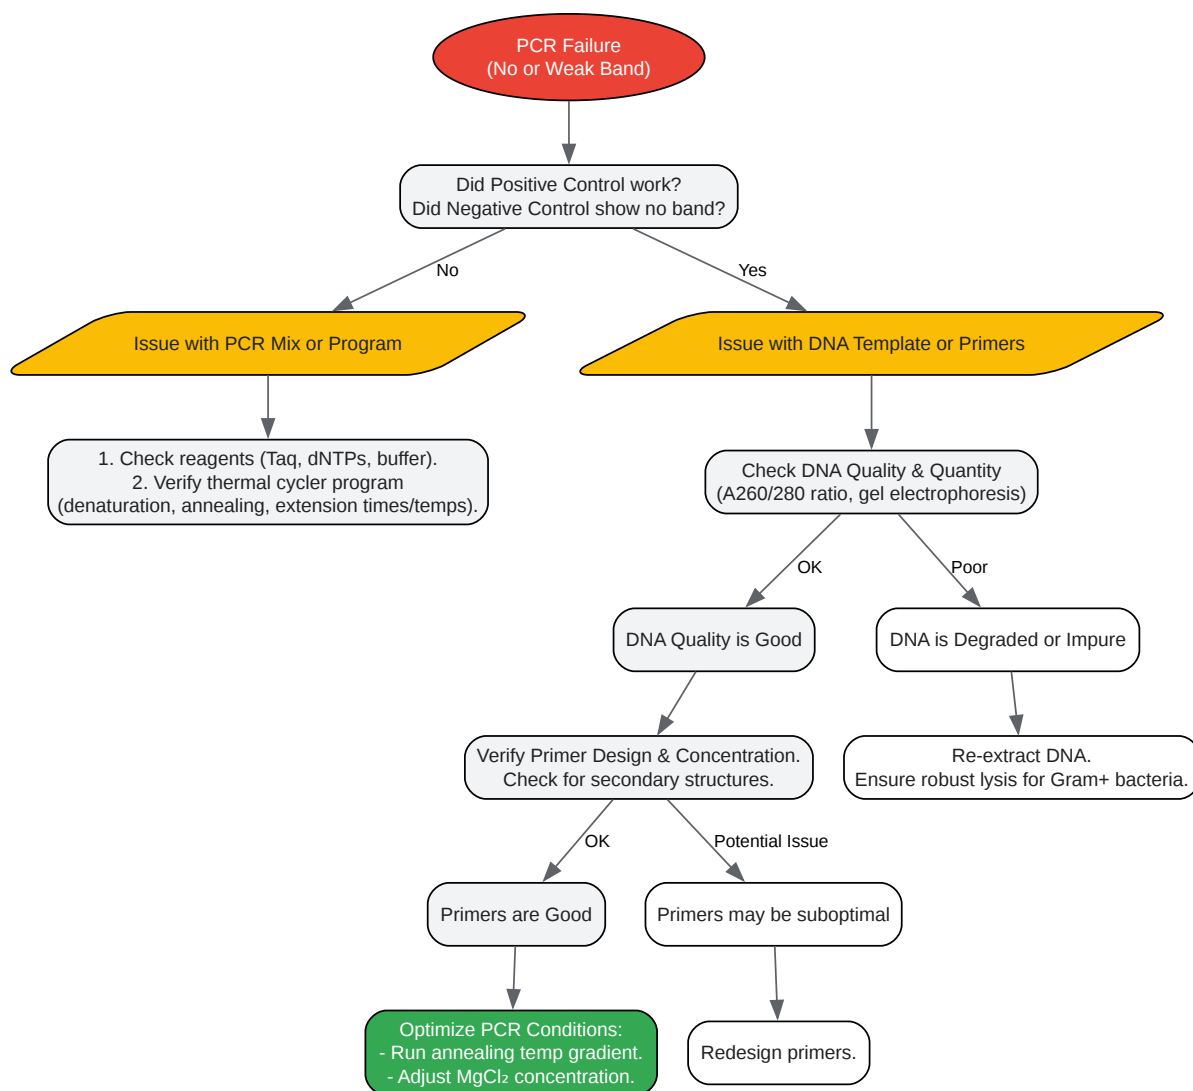 PCR Failure
(No or Weak Band)
Did Positive Control work?
Did Negative Control show no band?
No
Yes
Issue with PCR Mix or Program
Issue with DNA Template or Primers
1. Check reagents (Taq, dNTPs, buffer).
2. Verify thermal cycler program
(denaturation, annealing, extension times/temps).
Check DNA Quality & Quantity
(A260/280 ratio, gel electrophoresis)
OK
Poor
DNA Quality is Good
DNA is Degraded or Impure
Verify Primer Design & Concentration.
Check for secondary structures.
Re-extract DNA.
Ensure robust lysis for Gram+ bacteria.
OK
Potential Issue
Primers are Good
Primers may be suboptimal
Optimize PCR Conditions:
- Run annealing temp gradient.
- Adjust MgCl₂ concentration.
Redesign primers.